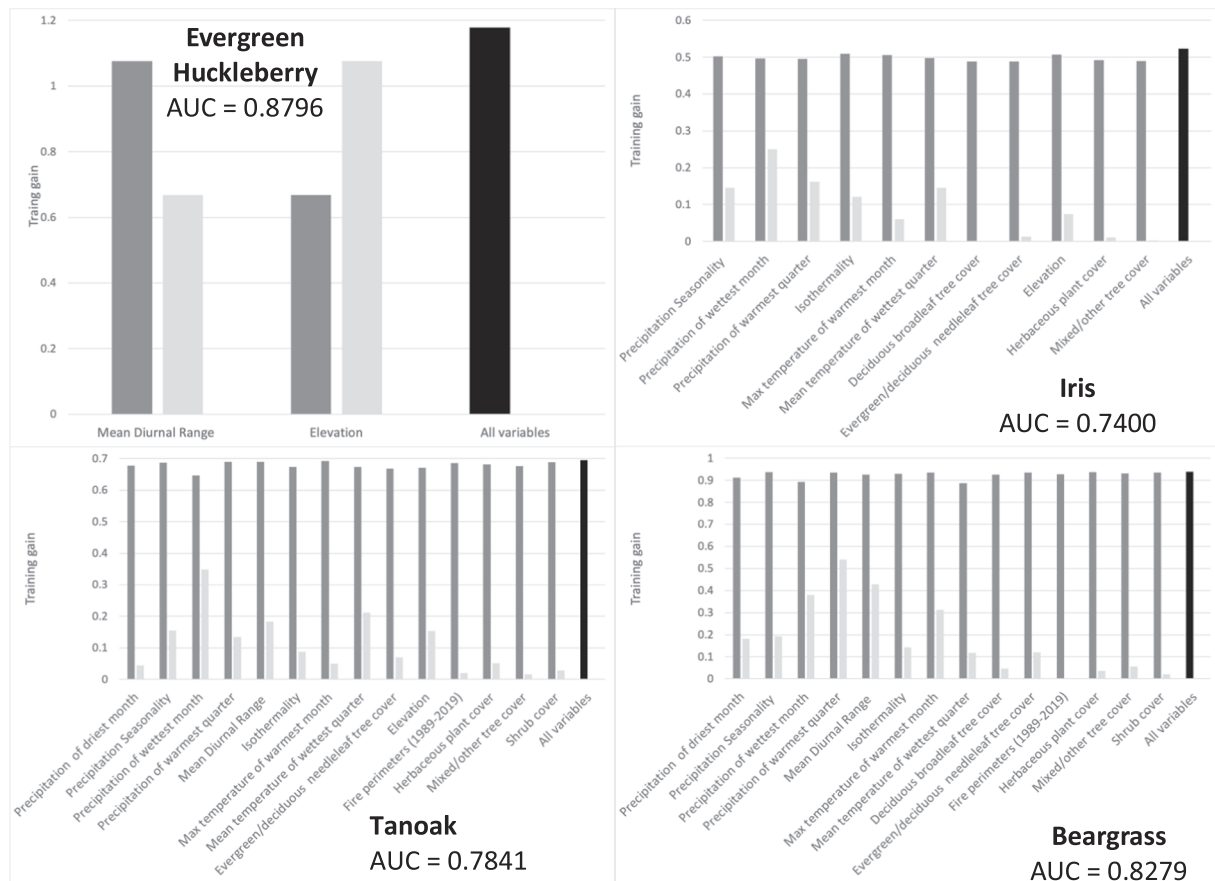 1.2
Evergreen
Huckleberry
AUC = 0.8796
1
0.8
0.6
0.4
0.2
0
Traing gain
Mean Diurnal Range
Elevation
All variables
0.6
0.5
0.4
0.3
0.2
0.1
0
Training gain
Precipitation Seasonality
Precipitation of wettest month
Precipitation of warmest quarter
Isothermality
Max temperature of warmest month
Mean temperature of wettest quarter
Deciduous broadleaf tree cover
Evergreen/deciduous needleleaf tree cover
Elevation
Herbaceous plant cover
Mixed/other tree cover
All variables
Iris
AUC = 0.7400
0.7
0.6
0.5
0.4
0.3
0.2
0.1
0
Training gain
Precipitation of driest month
Precipitation Seasonality
Precipitation of wettest month
Precipitation of warmest quarter
Mean Diurnal Range
Isothermality
Max temperature of warmest month
Mean temperature of wettest quarter
Evergreen/deciduous needleleaf tree cover
Elevation
Fire perimeters (1989-2019)
Herbaceous plant cover
Mixed/other tree cover
Shrub cover
All variables
Tanoak
AUC = 0.7841
1
0.9
0.8
0.7
0.6
0.5
0.4
0.3
0.2
0.1
0
Training gain
Precipitation of driest month
Precipitation Seasonality
Precipitation of wettest month
Precipitation of warmest quarter
Mean Diurnal Range
Isothermality
Max temperature of warmest month
Mean temperature of wettest quarter
Deciduous broadleaf tree cover
Evergreen/deciduous needleleaf tree cover
Fire perimeters (1989-2019)
Herbaceous plant cover
Mixed/other tree cover
Shrub cover
All variables
Beargrass
AUC = 0.8279